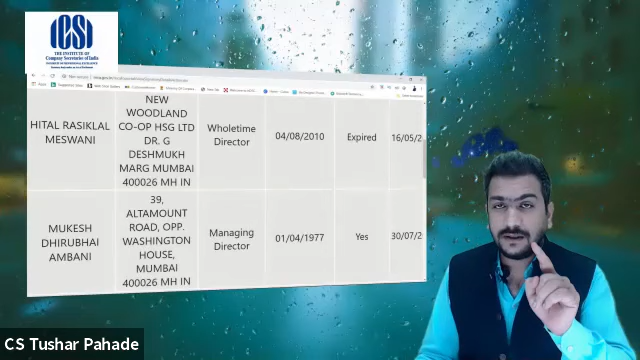 ICSI
THE INSTITUTE OF
Company Secretaries of India
HITAL RASIKLAL
MESWANI
NEW
WOODLAND
CO-OP HSG LTD
DR. G
DESHMUKH
MARG MUMBAI
400026 MH IN
Wholetime
Director
04/08/2010
Expired
16/05/2
MUKESH
DHIRUBHAI
AMBANI
39,
ALTAMOUNT
ROAD, OPP.
WASHINGTON
HOUSE,
MUMBAI
400026 MH IN
Managing
Director
01/04/1977
Yes
30/07/2
CS Tushar Pahade